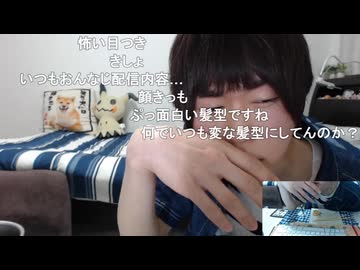 怖い目つき
きしょ
いつもおんなじ配信内容...
顔きっも
ぷっ面白い髪型ですね
何でいつも変な髪型にしてんのか？